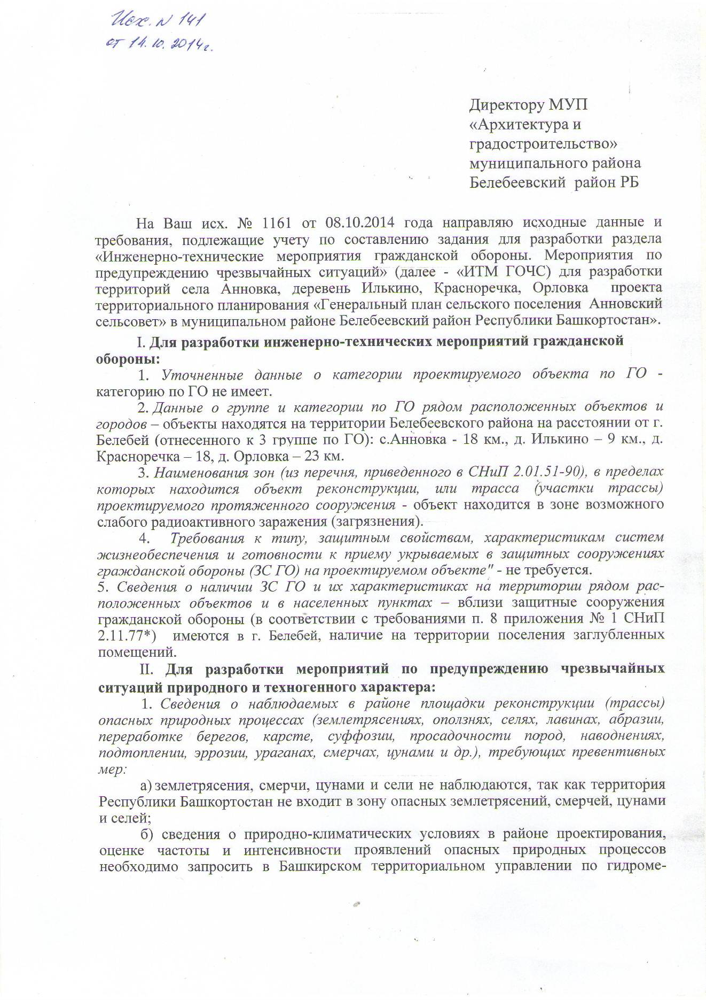 Исх. N 141
от 14.10.2014г.
Директору МУП
«Архитектура и
градостроительство»
муниципального района
Белебеевский район РБ
На Ваш исх. № 1161 от 08.10.2014 года направляю исходные данные и
требования, подлежащие учету по составлению задания для разработки раздела
«Инженерно-технические мероприятия гражданской обороны. Мероприятия по
предупреждению чрезвычайных ситуаций» (далее - «ИТМ ГОЧС) для разработки
территорий села Анновка, деревень Илькино, Красноречка, Орловка проекта
территориального планирования «Генеральный план сельского поселения Анновский
сельсовет» в муниципальном районе Белебеевский район Республики Башкортостан».
I. Для разработки инженерно-технических мероприятий гражданской
обороны:
1. Уточненные данные о категории проектируемого объекта по ГО -
категорию по ГО не имеет.
2. Данные о группе и категории по ГО рядом расположенных объектов и
городов – объекты находятся на территории Белебеевского района на расстоянии от г.
Белебей (отнесенного к 3 группе по ГО): с.Анновка - 18 км., д. Илькино – 9 км., д.
Красноречка – 18, д. Орловка – 23 км.
3. Наименования зон (из перечня, приведенного в СНиП 2.01.51-90), в пределах
которых находится объект реконструкции, или трасса (участки трассы)
проектируемого протяженного сооружения - объект находится в зоне возможного
слабого радиоактивного заражения (загрязнения).
4. Требования к типу, защитным свойствам, характеристикам систем
жизнеобеспечения и готовности к приему укрываемых в защитных сооружениях
гражданской обороны (ЗС ГО) на проектируемом объекте" - не требуется.
5. Сведения о наличии ЗС ГО и их характеристиках на территории рядом рас-
положенных объектов и в населенных пунктах – вблизи защитные сооружения
гражданской обороны (в соответствии с требованиями п. 8 приложения № 1 СНиП
2.11.77*) имеются в г. Белебей, наличие на территории поселения заглубленных
помещений.
II. Для разработки мероприятий по предупреждению чрезвычайных
ситуаций природного и техногенного характера:
1. Сведения о наблюдаемых в районе площадки реконструкции (трассы)
опасных природных процессах (землетрясениях, оползнях, селях, лавинах, абразии,
переработке берегов, карсте, суффозии, просадочности пород, наводнениях,
подтоплении, эррозии, ураганах, смерчах, цунами и др.), требующих превентивных
мер:
а) землетрясения, смерчи, цунами и сели не наблюдаются, так как территория
Республики Башкортостан не входит в зону опасных землетрясений, смерчей, цунами
и селей;
б) сведения о природно-климатических условиях в районе проектирования,
оценке частоты и интенсивности проявлений опасных природных процессов
необходимо запросить в Башкирском территориальном управлении по гидроме-